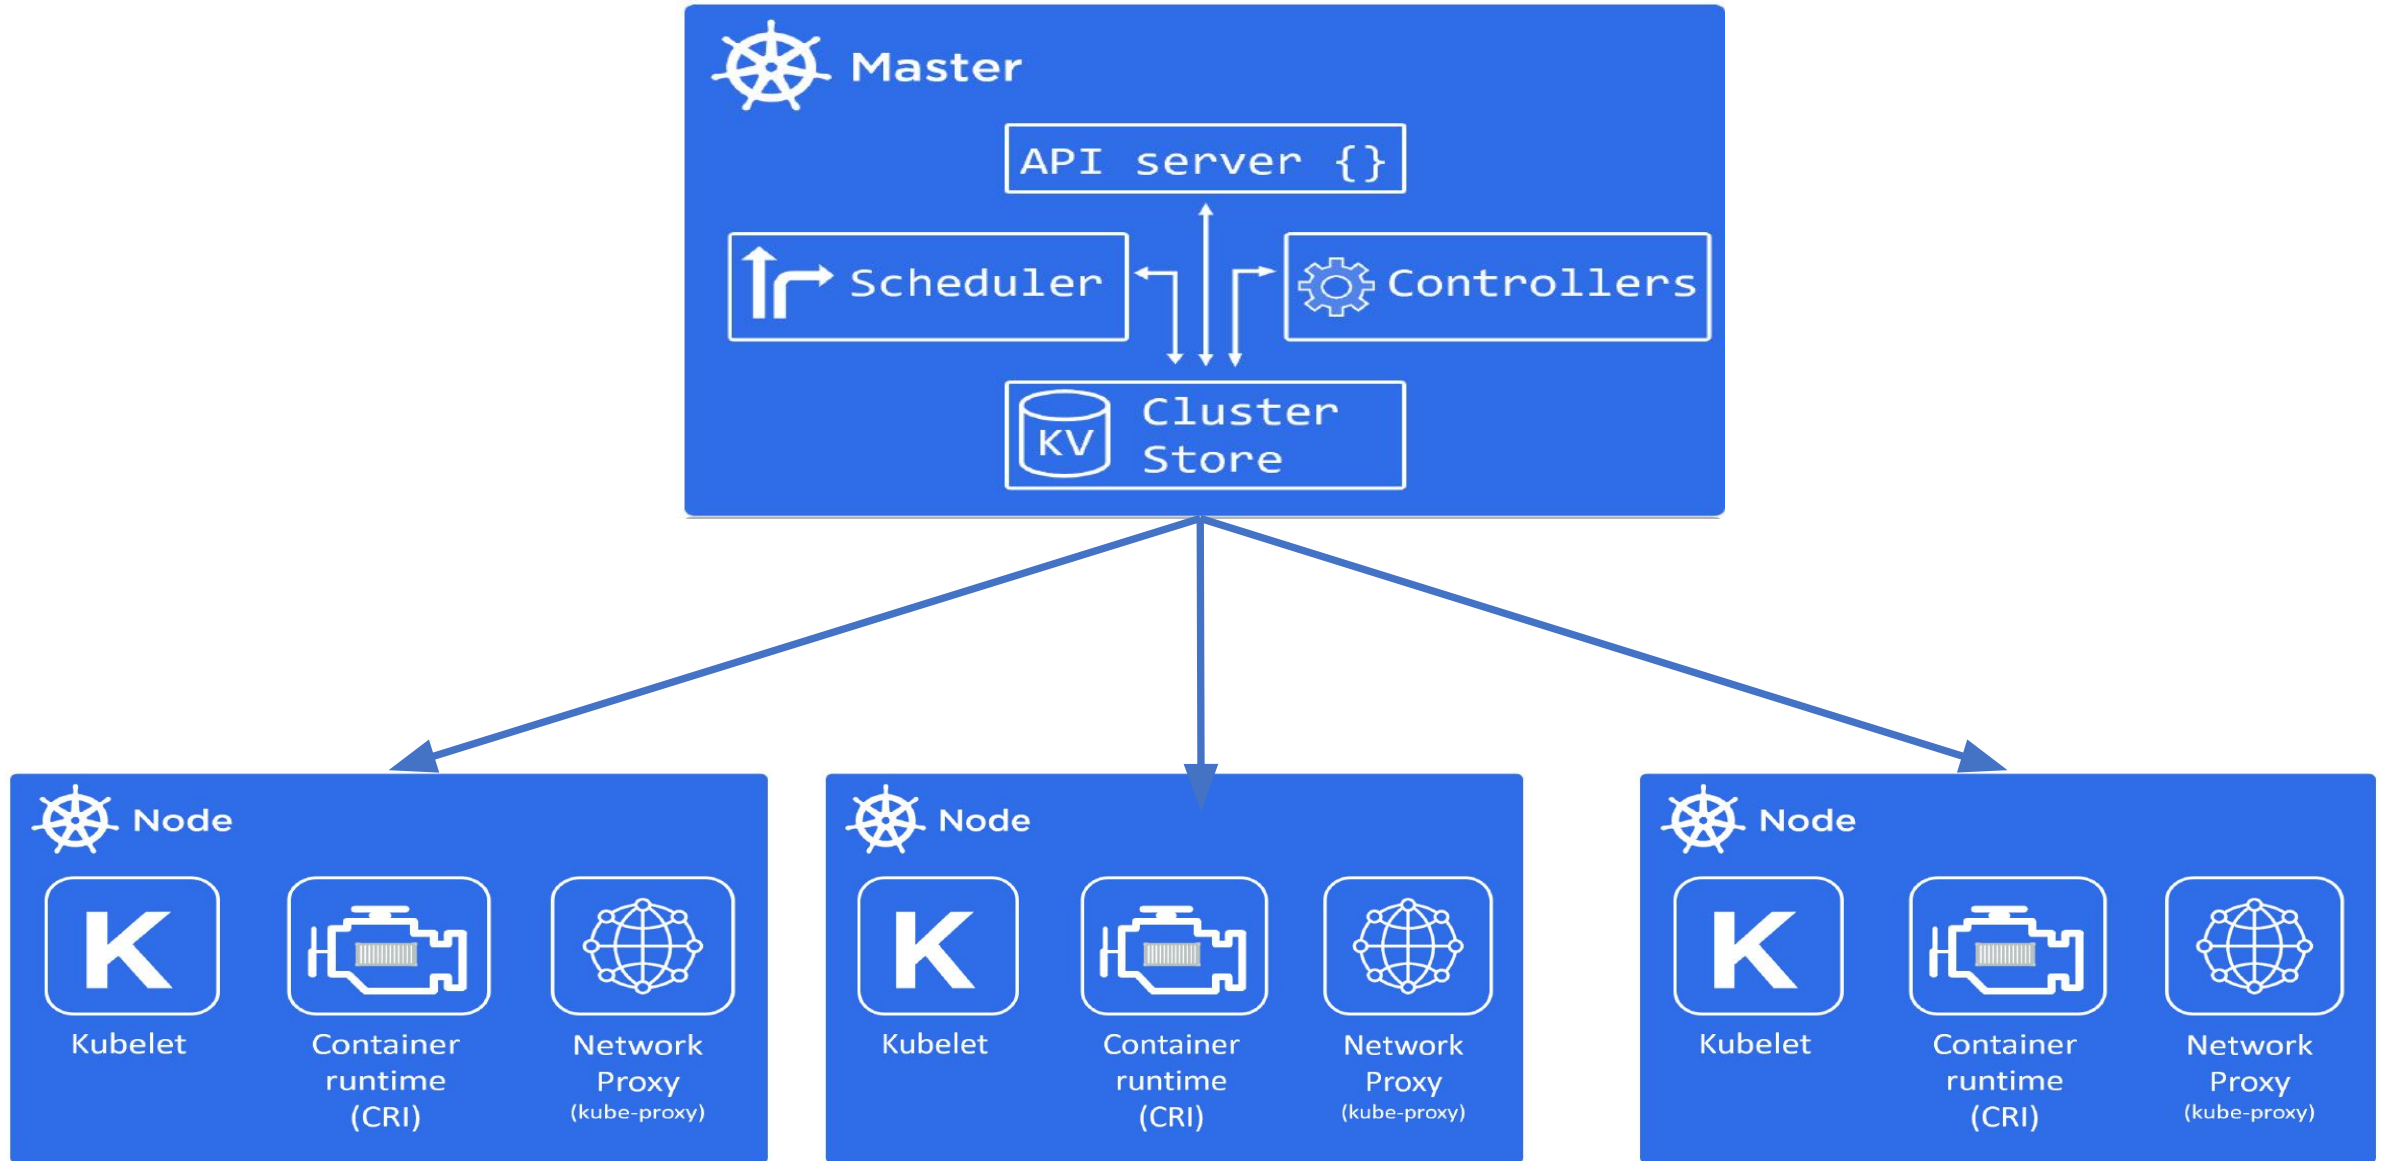 Master
API server {}
Scheduler
Controllers
KV
Cluster
Store
Node
K
Kubelet
Container
runtime
(CRI)
Network
Proxy
(kube-proxy)
Node
K
Kubelet
Container
runtime
(CRI)
Network
Proxy
(kube-proxy)
Node
K
Kubelet
Container
runtime
(CRI)
Network
Proxy
(kube-proxy)